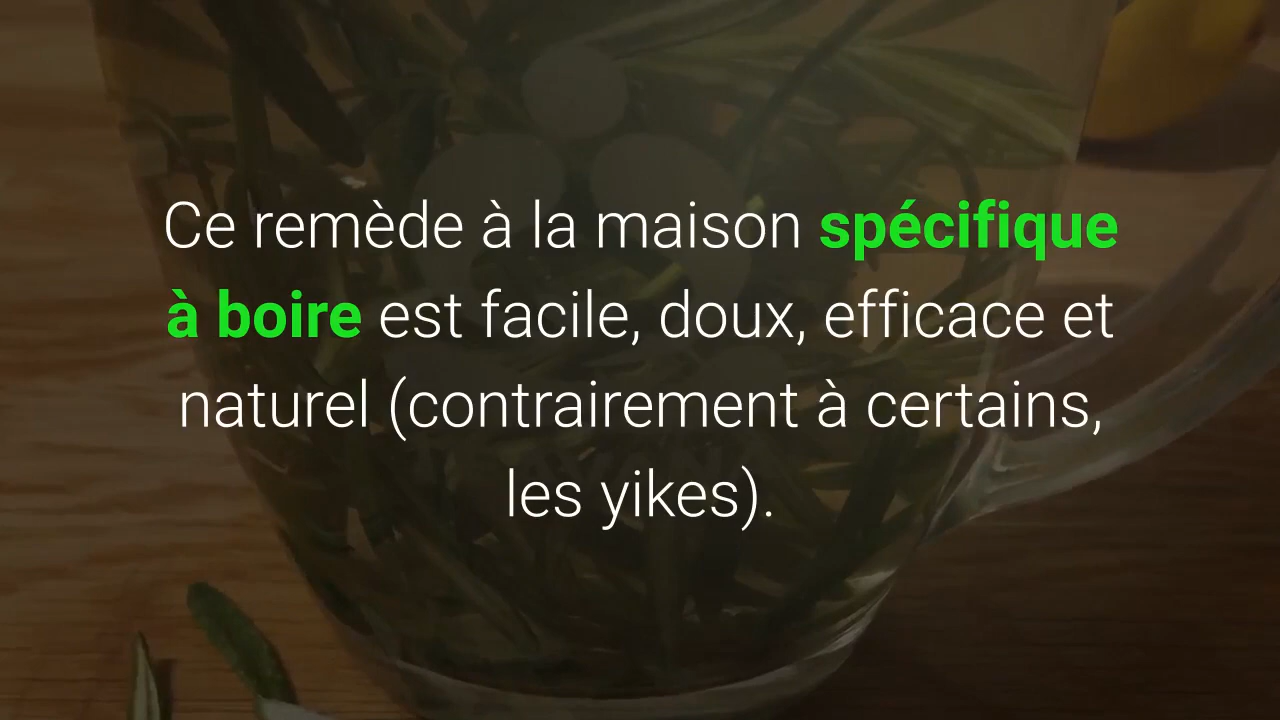 Ce remède à la maison spécifique
à boire est facile, doux, efficace et
naturel (contrairement à certains,
les yikes).